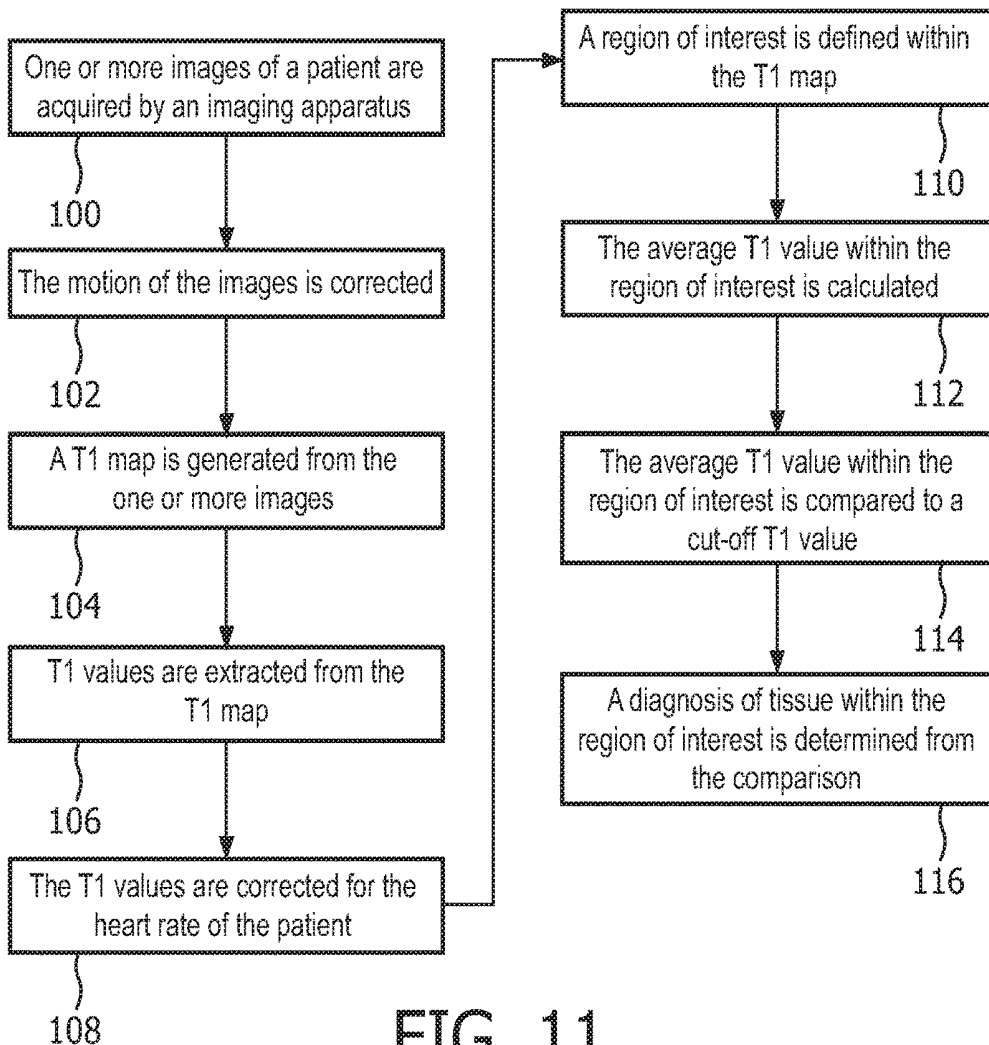 One or more images of a patient are
acquired by an imaging apparatus
100
The motion of the images is corrected
102
A T1 map is generated from the
one or more images
104
T1 values are extracted from the
T1 map
106
The T1 values are corrected for the
heart rate of the patient
108
A region of interest is defined within
the T1 map
110
The average T1 value within the
region of interest is calculated
112
The average T1 value within the
region of interest is compared to a
cut-off T1 value
114
A diagnosis of tissue within the
region of interest is determined from
the comparison
116
FIG. 11